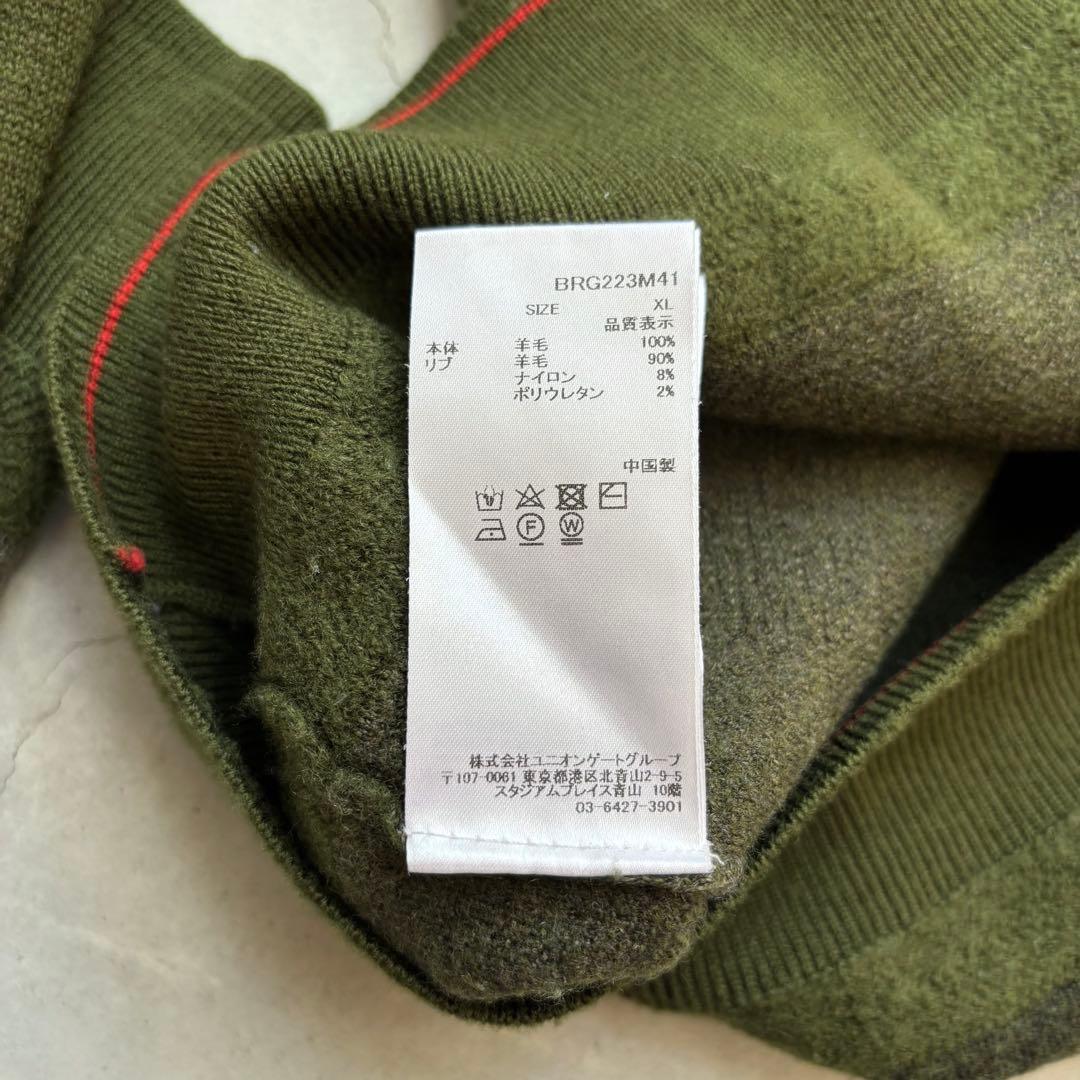 BRG223M41
SIZE XL
品質表示
本体 羊毛 100%
リブ 羊毛 90%
ナイロン 8%
ポリウレタン 2%
中国製
F W
株式会社ユニオンゲートグループ
〒107-0061 東京都港区北青山2-9-5
スタジアムプレイス青山 10階
03-6427-3901